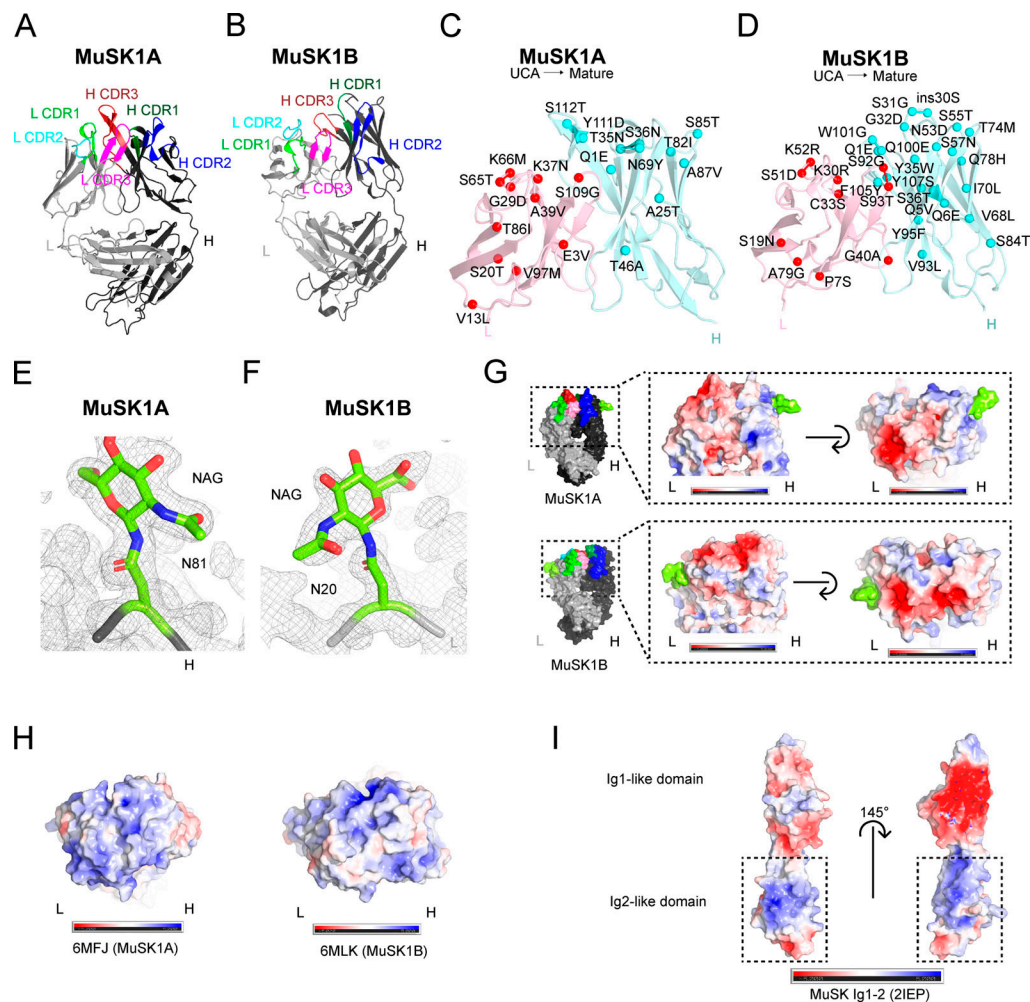 A
MuSK1A
H CDR3
H CDR1
L CDR1
L CDR2
H CDR2
L CDR3
L
H
B
MuSK1B
H CDR1
H CDR3
L CDR2
L CDR1
H CDR2
L CDR3
L
H
C
MuSK1A
UCA → Mature
S112T
Y111D
T35N
S36N
S85T
Q1E
T82I
K66M
K37N
N69Y
A87V
S65T
S109G
G29D
A39V
A25T
T86I
E3V
T46A
S20T
V97M
V13L
L
H
D
MuSK1B
UCA → Mature
ins30S
S31G
S55T
G32D
N53D
T74M
W101G
Q100E
S57N
Q1E
K52R
S92G
Q78H
S51D
K30R
Y35W
Y107S
F105Y
S36T
I70L
C33S
S93T
Q5V
Q6E
V68L
S19N
Y95F
S84T
G40A
V93L
A79G
P7S
L
H
E
MuSK1A
NAG
N81
H
F
MuSK1B
NAG
N20
L
G
L
H
MuSK1A
L
H
L
H
L
H
MuSK1B
L
H
L
H
H
L
H
6MFJ (MuSK1A)
L
H
6MLK (MuSK1B)
I
Ig1-like domain
145°
Ig2-like domain
MuSK Ig1-2 (2IEP)